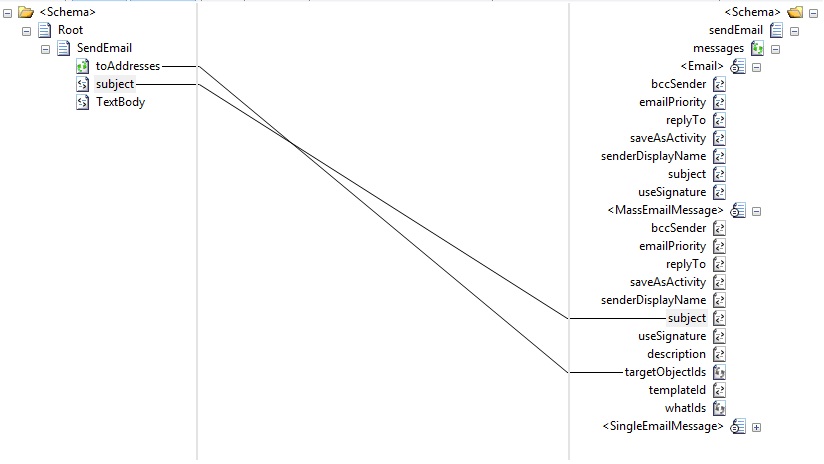 <Schema>
Root
SendEmail
toAddresses
subject
TextBody
<Schema>
sendEmail
messages
<Email>
bccSender
emailPriority
replyTo
saveAsActivity
senderDisplayName
subject
useSignature
<MassEmailMessage>
bccSender
emailPriority
replyTo
saveAsActivity
senderDisplayName
subject
useSignature
description
targetObjectIds
templateId
whatIds
<SingleEmailMessage>